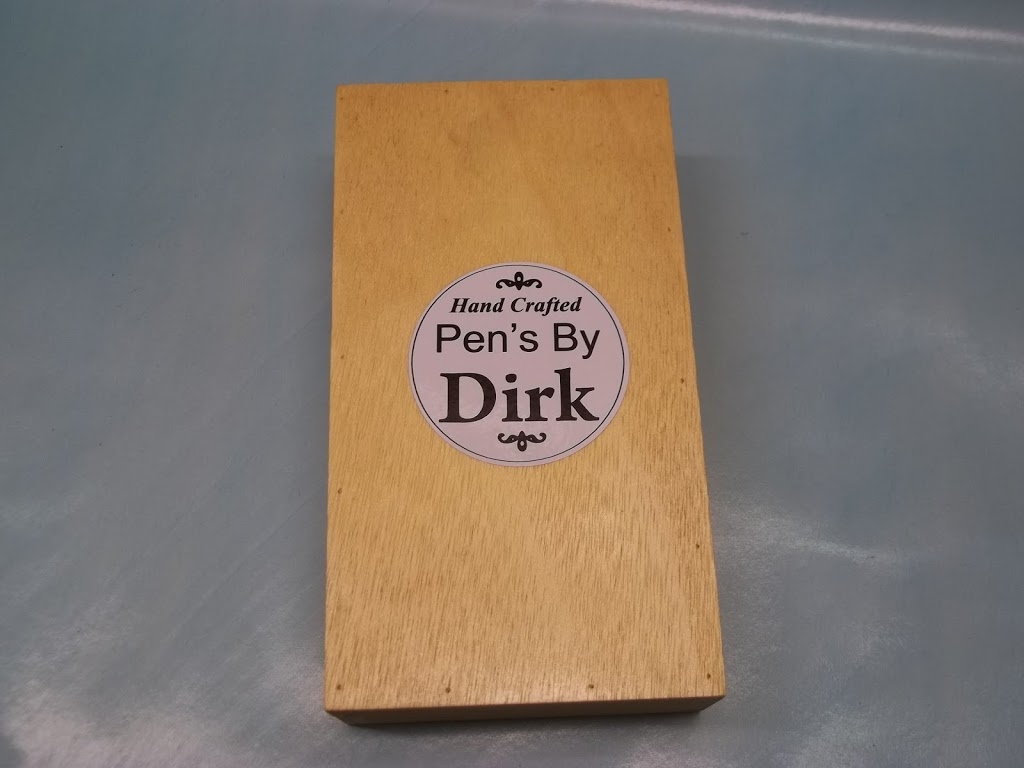 Hand Crafted
Pen's By
Dirk